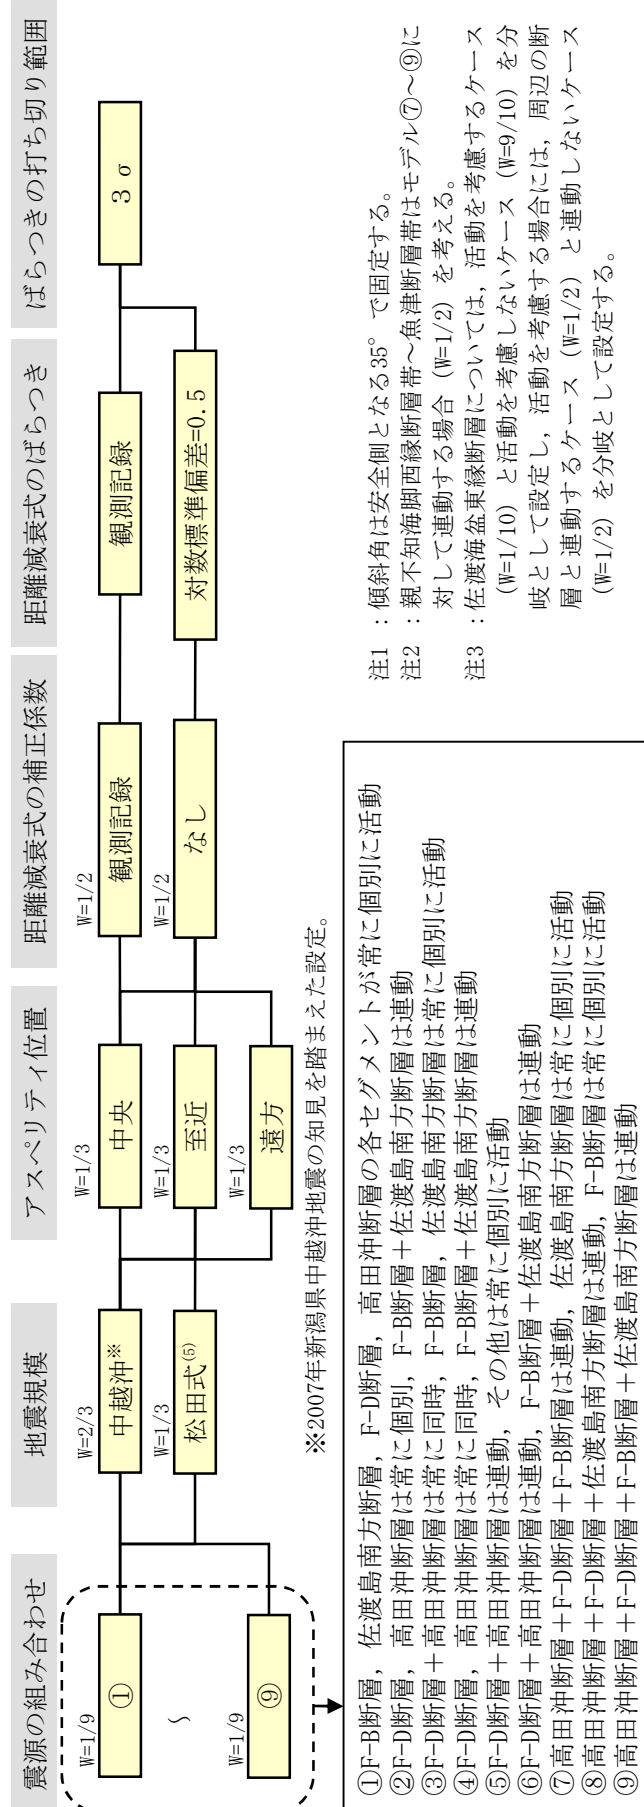 震源の組み合わせ
地震規模
アスペリティ位置
距離減衰式の補正係数
距離減衰式のばらつき
ばらつきの打ち切り範囲
W=1/9
①
～
W=1/9
⑨
W=2/3
中越沖※
W=1/3
松田式(5)
W=1/3
中央
W=1/3
至近
W=1/3
遠方
W=1/2
観測記録
W=1/2
なし
観測記録
対数標準偏差=0.5
3σ
※2007年新潟県中越沖地震の知見を踏まえた設定。
①F-B断層，佐渡島南方断層，F-D断層，高田沖断層の各セグメントが常に個別に活動
②F-D断層，高田沖断層は常に個別，F-B断層＋佐渡島南方断層は連動
③F-D断層＋高田沖断層は常に同時，F-B断層，佐渡島南方断層は常に個別に活動
④F-D断層，高田沖断層は常に同時，F-B断層＋佐渡島南方断層は連動
⑤F-D断層＋高田沖断層は連動，その他は常に個別に活動
⑥F-D断層＋高田沖断層は連動，F-B断層＋佐渡島南方断層は連動
⑦高田沖断層＋F-D断層＋F-B断層は連動，佐渡島南方断層は常に個別に活動
⑧高田沖断層＋F-D断層＋佐渡島南方断層は連動，F-B断層は常に個別に活動
⑨高田沖断層＋F-D断層＋F-B断層＋佐渡島南方断層は連動
注1：傾斜角は安全側となる35°で固定する。
注2：親不知海脚西縁断層帯～魚津断層帯はモデル⑦～⑨に
対して連動する場合（W=1/2）を考える。
注3：佐渡海盆東縁断層については，活動を考慮するケース
（W=1/10）と活動を考慮しないケース（W=9/10）を分
岐として設定し，活動を考慮する場合には，周辺の断
層と連動するケース（W=1/2）と連動しないケース
（W=1/2）を分岐として設定する。